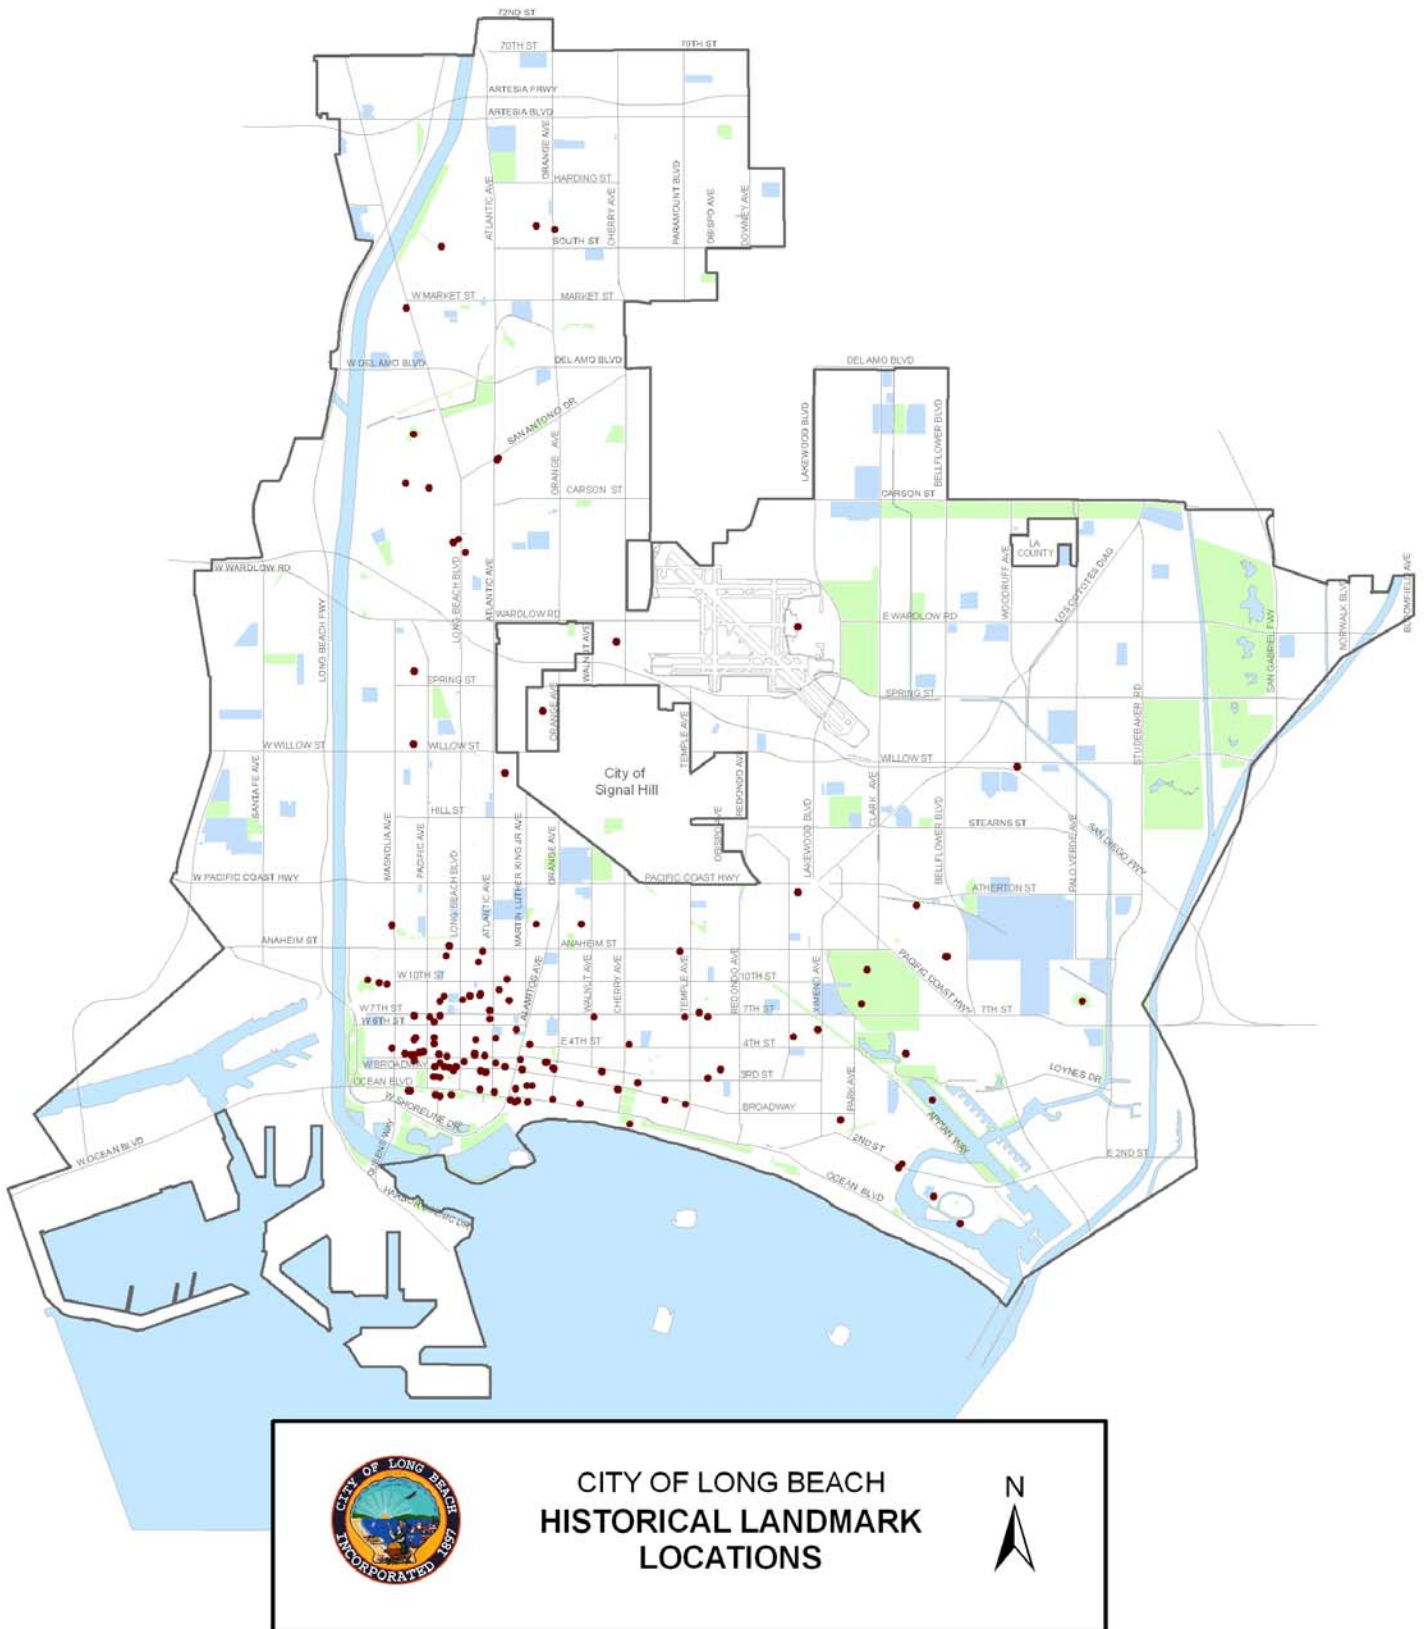 72ND ST
70TH ST
70TH ST
ARTESIA FRWY
ARTESIA BLVD
ORANGE AVE
HARDING ST
ATLANTIC AVE
CHERRY AVE
PARAMOUNT BLVD
OBISPO AVE
DOWNEY AVE
SOUTH ST
W MARKET ST
MARKET ST
W DEL AMO BLVD
DEL AMO BLVD
DEL AMO BLVD
SAN ANTONIO DR
ORANGE AVE
LAKEWOOD BLVD
BELLFLOWER BLVD
CARSON ST
CARSON ST
LA
COUNTY
WOODRUFF AVE
LOS COYOTES DIAG
W WARDLOW RD
LONG BEACH BLVD
ATLANTIC AVE
WARDLOW RD
E WARDLOW RD
NORWALK BLVD
BLOOMFIELD AVE
LONG BEACH FWY
WALNUT AVE
SAN GABRIEL FWY
SPRING ST
SPRING ST
ORANGE AVE
STUDEBAKER RD
W WILLOW ST
WILLOW ST
TEMPLE AVE
WILLOW ST
City of
Signal Hill
SANTA FE AVE
REDONDO AVE
CLARK AVE
HILL ST
STEARNS ST
MAGNOLIA AVE
PACIFIC AVE
LONG BEACH BLVD
ATLANTIC AVE
MARTIN LUTHER KING JR AVE
ORANGE AVE
OBISPO AVE
LAKEWOOD BLVD
BELLFLOWER BLVD
PALO VERDE AVE
SAN DIEGO FWY
W PACIFIC COAST HWY
PACIFIC COAST HWY
ATHERTON ST
ANAHEIM ST
ANAHEIM ST
W 10TH ST
10TH ST
ALAMITOS AVE
WALNUT AVE
CHERRY AVE
TEMPLE AVE
REDONDO AVE
XIMENO AVE
PACIFIC COAST HWY
W 7TH ST
7TH ST
7TH ST
W 6TH ST
E 4TH ST
4TH ST
W BROADWAY
3RD ST
LOYNES DR
OCEAN BLVD
W SHORELINE DR
BROADWAY
PARK AVE
APPIAN WAY
W OCEAN BLVD
QUEENS WAY
2ND ST
E 2ND ST
OCEAN BLVD
HARBOR SCENIC DR
CITY OF LONG BEACH
INCORPORATED 1897
CITY OF LONG BEACH
HISTORICAL LANDMARK
LOCATIONS
N